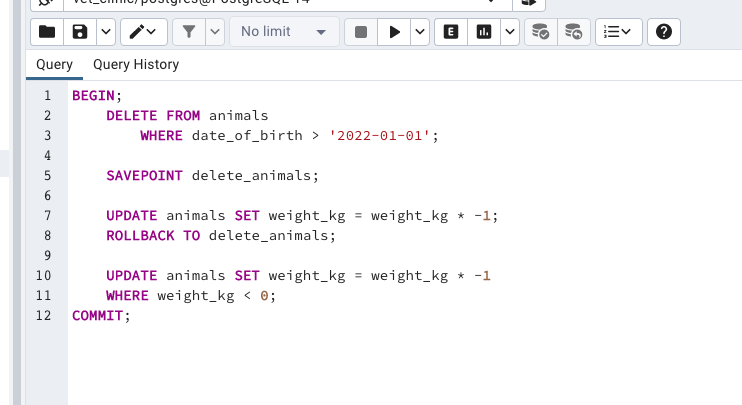 vet_clinic/postgres@PostgreSQL 14
No limit
E
Query Query History
1 BEGIN;
2 DELETE FROM animals
3 WHERE date_of_birth > '2022-01-01';
4
5 SAVEPOINT delete_animals;
6
7 UPDATE animals SET weight_kg = weight_kg * -1;
8 ROLLBACK TO delete_animals;
9
10 UPDATE animals SET weight_kg = weight_kg * -1
11 WHERE weight_kg < 0;
12 COMMIT;